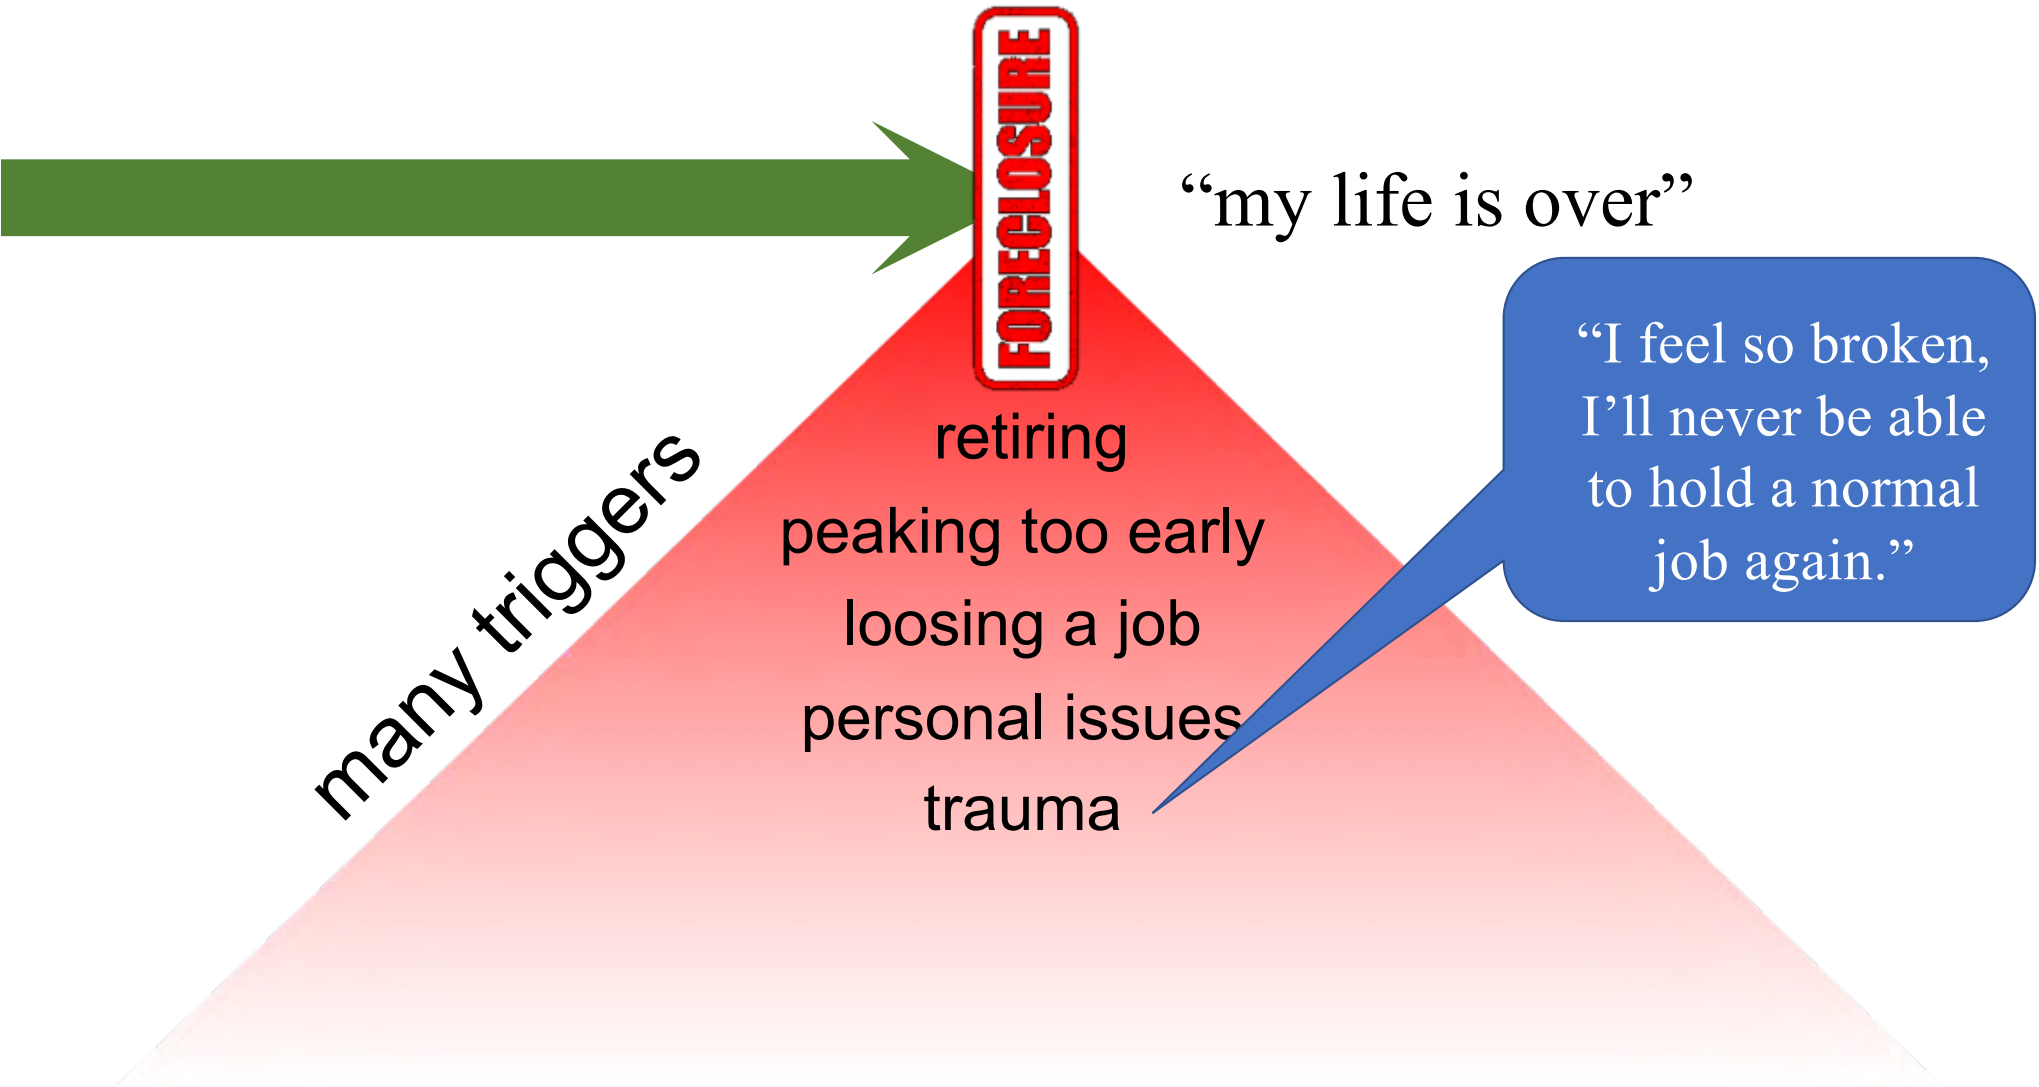 FORECLOSURE
“my life is over”
“I feel so broken,
I’ll never be able
to hold a normal
job again.”
many triggers
retiring
peaking too early
loosing a job
personal issues
trauma